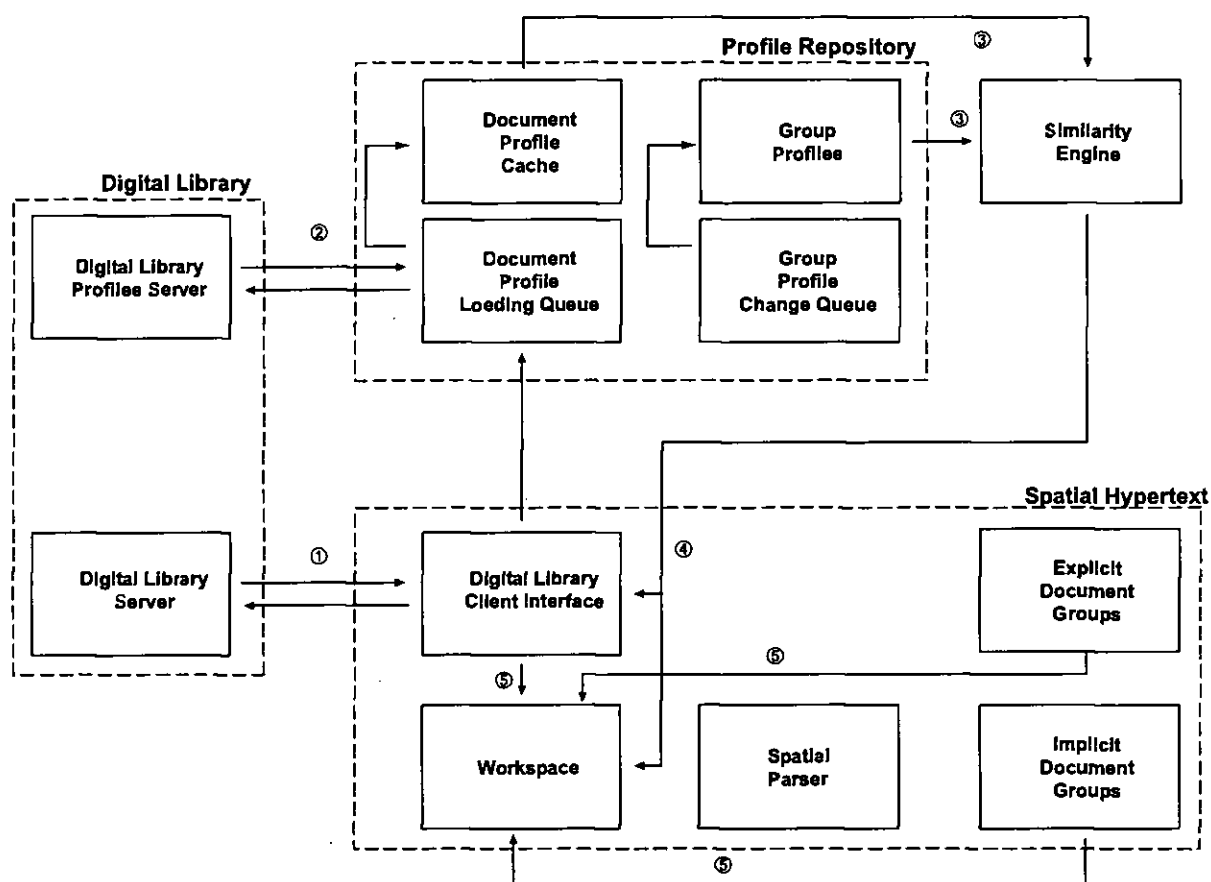 ③
Profile Repository
Document
Profile
Cache
Group
Profiles
③
Similarity
Engine
Digital Library
Digital Library
Profiles Server
②
Document
Profile
Loeding Queue
Group
Profile
Change Queue
Spatial Hypertext
Digital Library
Server
①
Digital Library
Client Interface
④
Explicit
Document
Groups
⑤
⑤
Workspace
Spatial
Parser
Implicit
Document
Groups
⑤